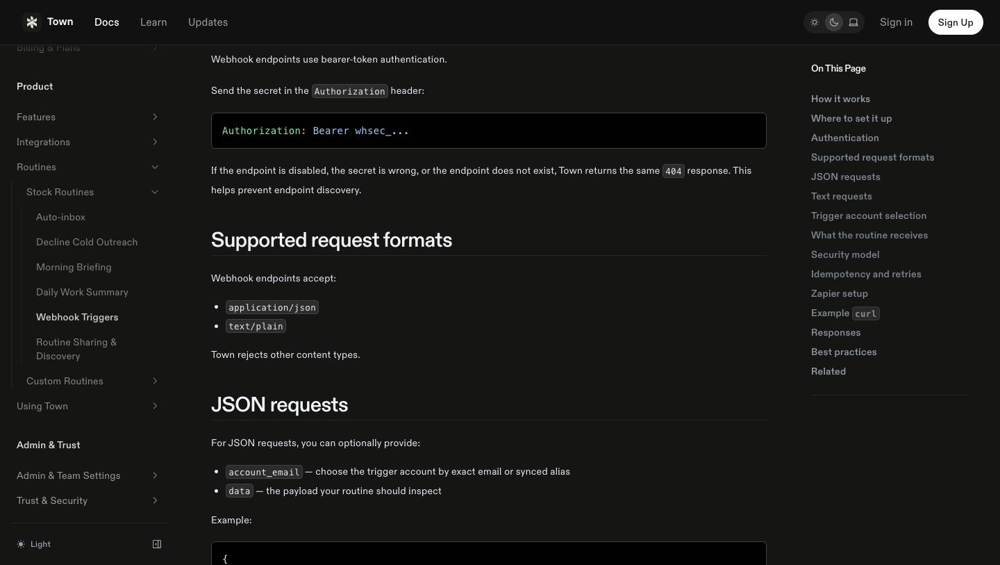 Town
Docs
Learn
Updates
Sign in
Sign Up
Billing & Plans
Product
Features
Integrations
Routines
Stock Routines
Auto-inbox
Decline Cold Outreach
Morning Briefing
Daily Work Summary
Webhook Triggers
Routine Sharing &
Discovery
Custom Routines
Using Town
Admin & Trust
Admin & Team Settings
Trust & Security
Light
Webhook endpoints use bearer-token authentication.
Send the secret in the Authorization header:
Authorization: Bearer whsec_...
If the endpoint is disabled, the secret is wrong, or the endpoint does not exist, Town returns the same 404 response. This
helps prevent endpoint discovery.
Supported request formats
Webhook endpoints accept:
• application/json
• text/plain
Town rejects other content types.
JSON requests
For JSON requests, you can optionally provide:
• account_email — choose the trigger account by exact email or synced alias
• data — the payload your routine should inspect
Example:
{
On This Page
How it works
Where to set it up
Authentication
Supported request formats
JSON requests
Text requests
Trigger account selection
What the routine receives
Security model
Idempotency and retries
Zapier setup
Example curl
Responses
Best practices
Related